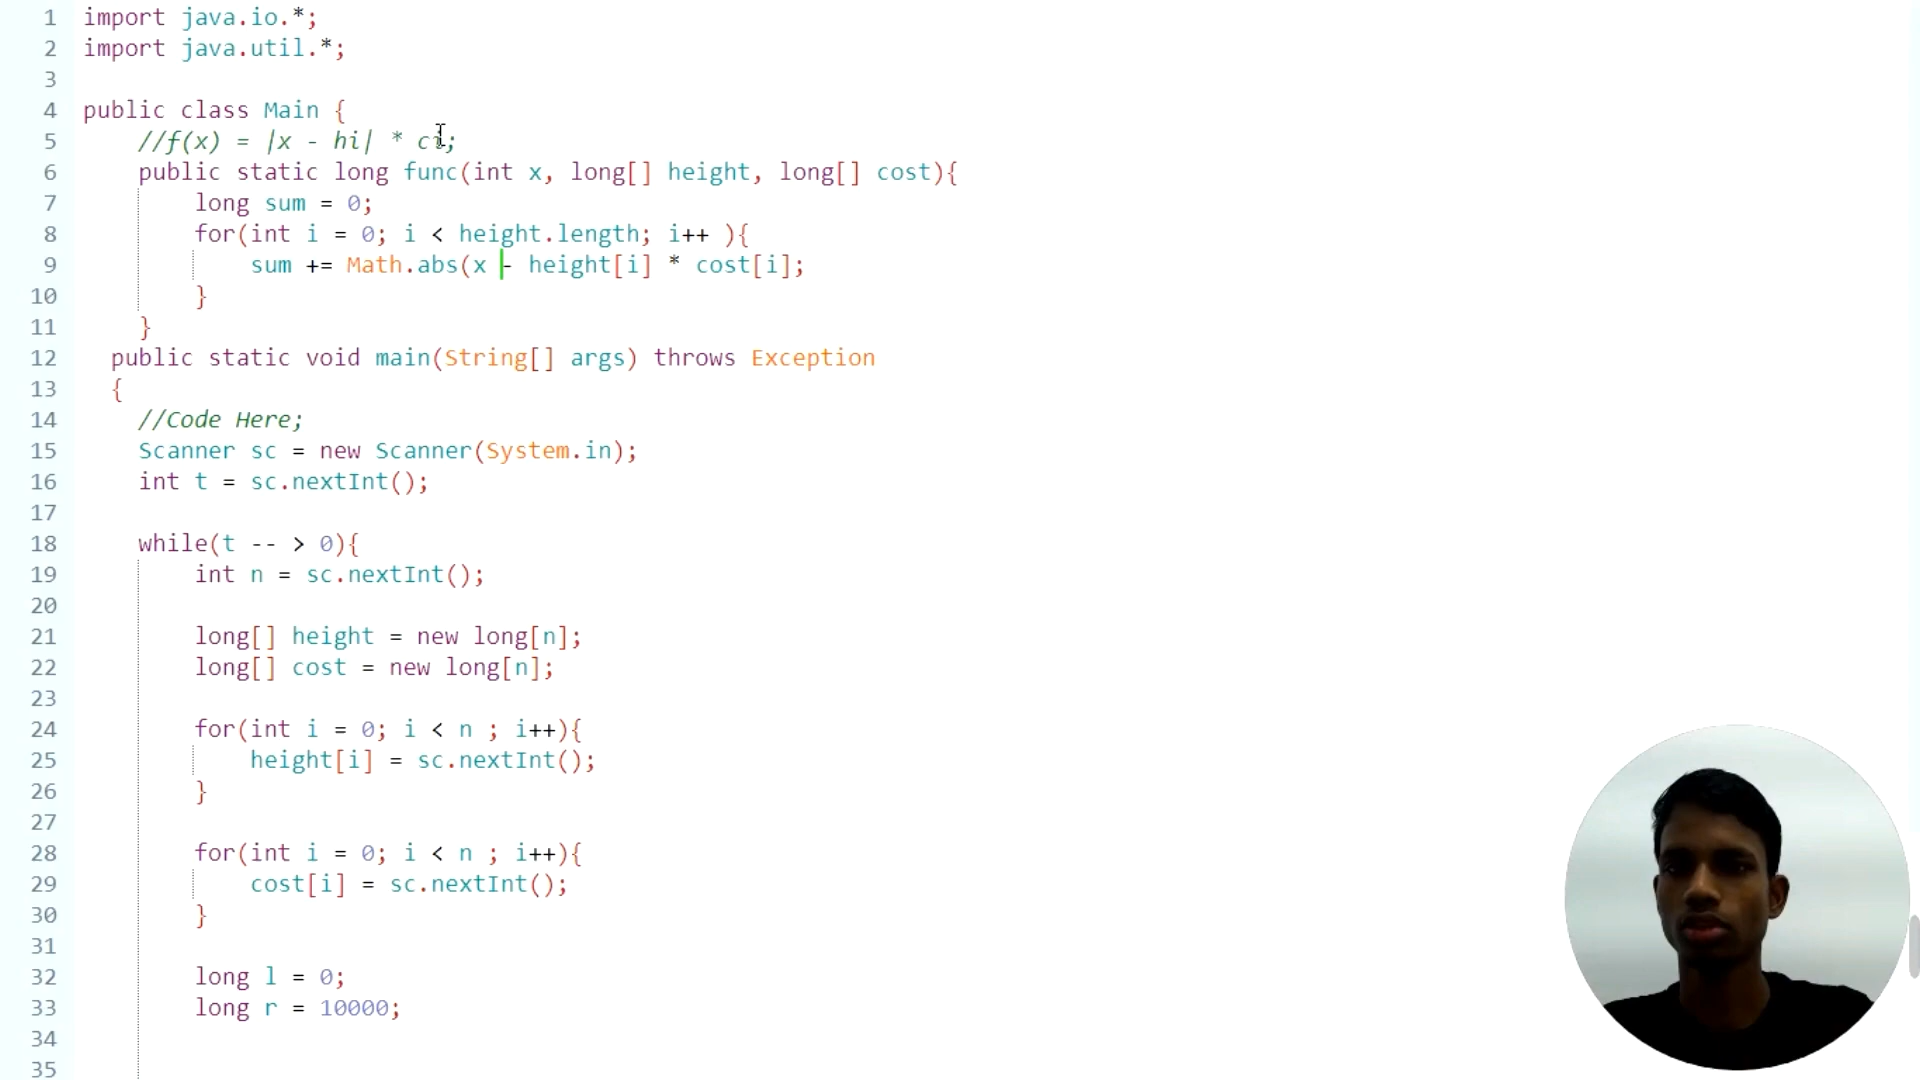 1 import java.io.*;
2 import java.util.*;
3
4 public class Main {
5 //f(x) = |x - hi| * ci;
6 public static long func(int x, long[] height, long[] cost){
7 long sum = 0;
8 for(int i = 0; i < height.length; i++ ){
9 sum += Math.abs(x - height[i] * cost[i];
10 }
11 }
12 public static void main(String[] args) throws Exception
13 {
14 //Code Here;
15 Scanner sc = new Scanner(System.in);
16 int t = sc.nextInt();
17
18 while(t -- > 0){
19 int n = sc.nextInt();
20
21 long[] height = new long[n];
22 long[] cost = new long[n];
23
24 for(int i = 0; i < n ; i++){
25 height[i] = sc.nextInt();
26 }
27
28 for(int i = 0; i < n ; i++){
29 cost[i] = sc.nextInt();
30 }
31
32 long l = 0;
33 long r = 10000;
34
35